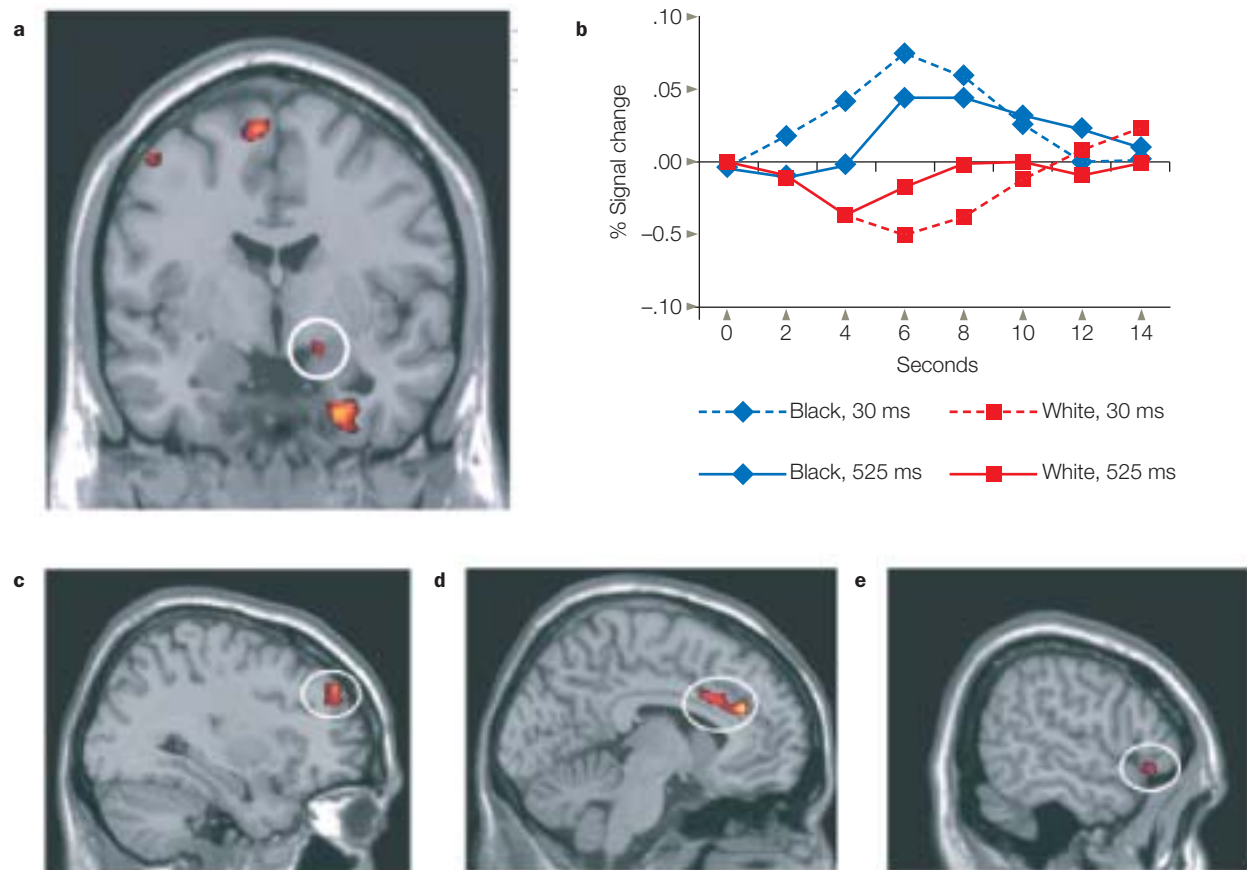 a
b
.10
.05
.00
–0.5
–.10
% Signal change
0 2 4 6 8 10 12 14
Seconds
Black, 30 ms White, 30 ms
Black, 525 ms White, 525 ms
c d e